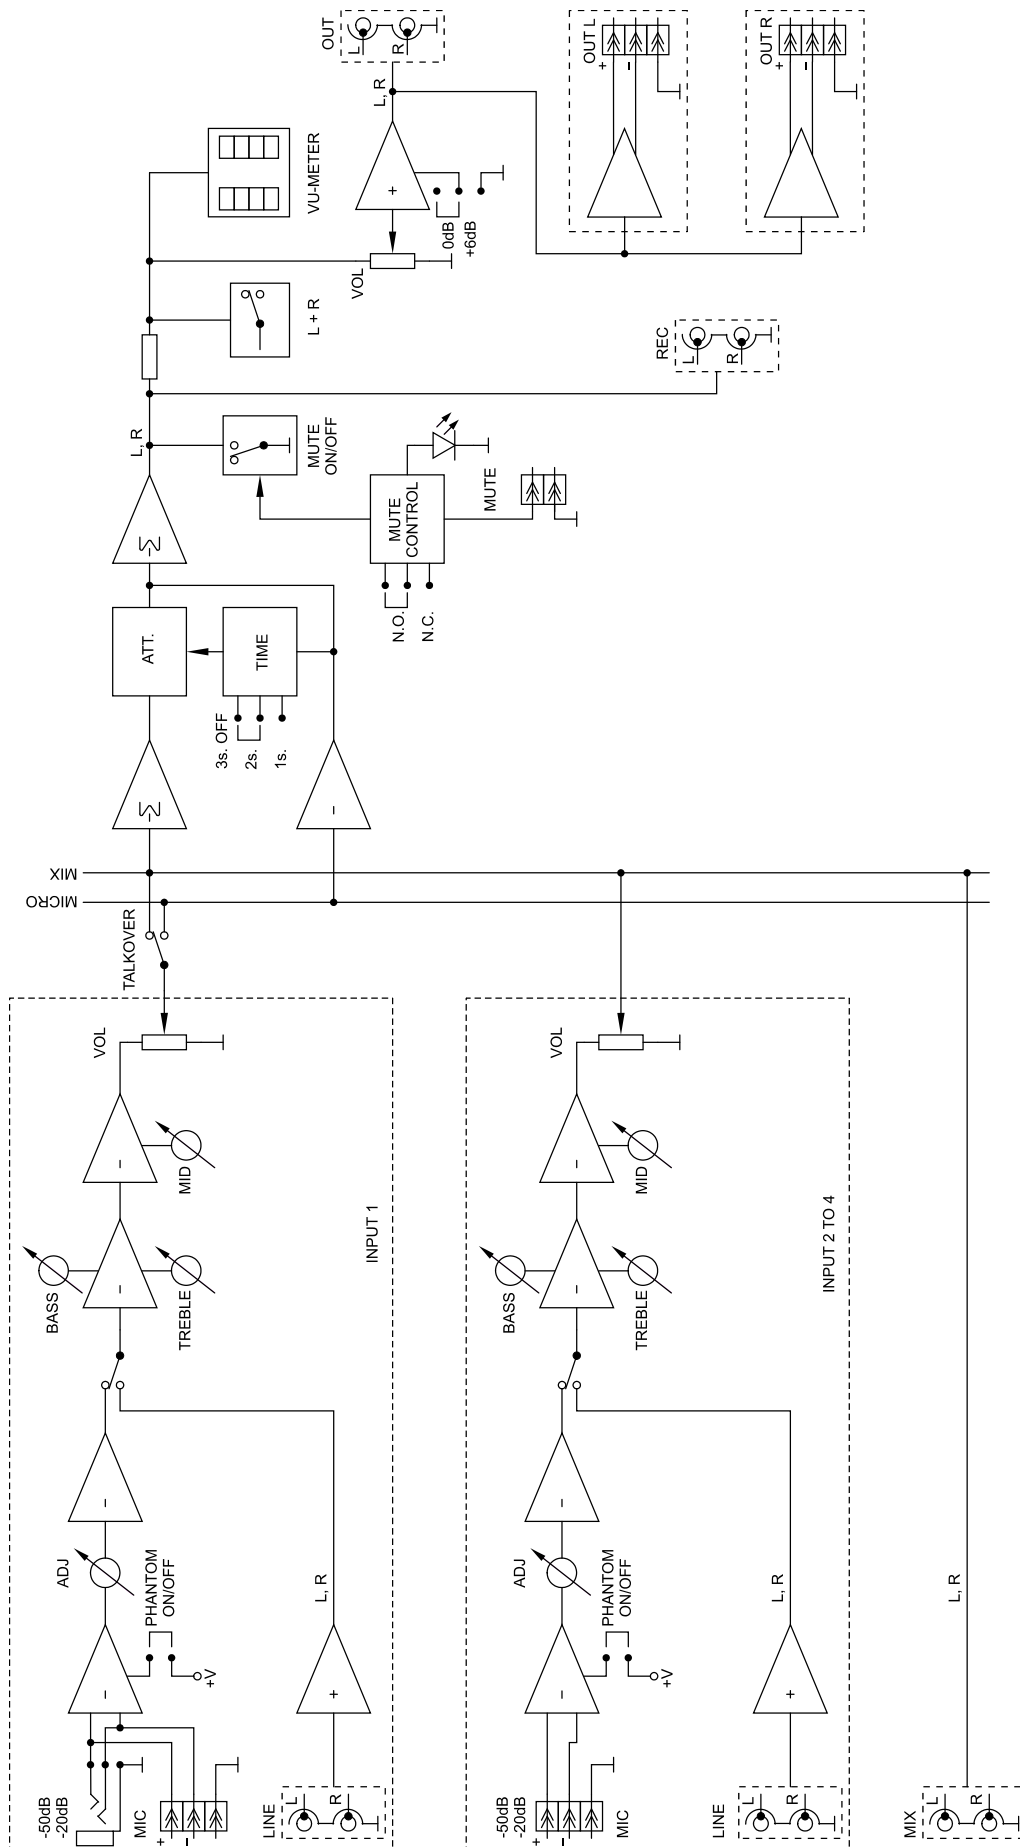 -50dB
-20dB
MIC
+
-
ADJ
PHANTOM
ON/OFF
+V
LINE
L
R
L, R
+
BASS
TREBLE
MID
VOL
INPUT 1
TALKOVER
MICRO
MIX
-50dB
-20dB
MIC
+
-
ADJ
PHANTOM
ON/OFF
+V
LINE
L
R
L, R
+
BASS
TREBLE
MID
VOL
INPUT 2 TO 4
MIX
L
R
L, R
Σ
ATT.
TIME
3s. OFF
2s.
1s.
Σ
L, R
MUTE
ON/OFF
MUTE
CONTROL
N.O.
N.C.
MUTE
REC
L
R
L + R
VU-METER
VOL
+
0dB
+6dB
L, R
OUT
L
R
OUT L
+
-
OUT R
+
-